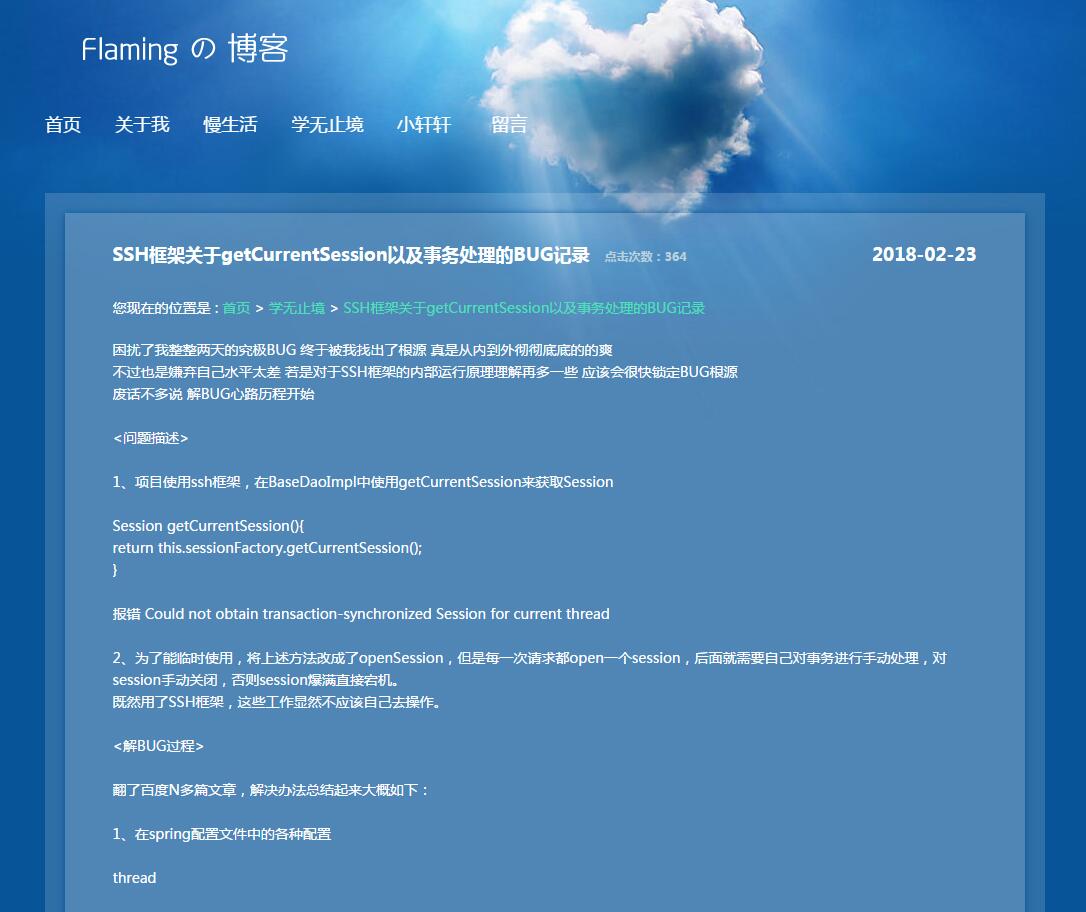 Flaming の 博客
首页 关于我 慢生活 学无止境 小轩轩 留言
SSH框架关于getCurrentSession以及事务处理的BUG记录 点击次数：364 2018-02-23
您现在的位置是：首页 > 学无止境 > SSH框架关于getCurrentSession以及事务处理的BUG记录
困扰了我整整两天的究极BUG 终于被我找出了根源 真是从内到外彻彻底底的的爽
不过也是嫌弃自己水平太差 若是对于SSH框架的内部运行原理理解再多一些 应该会很快锁定BUG根源
废话不多说 解BUG心路历程开始
<问题描述>
1、项目使用ssh框架，在BaseDaoImpl中使用getCurrentSession来获取Session
Session getCurrentSession(){
return this.sessionFactory.getCurrentSession();
}
报错 Could not obtain transaction-synchronized Session for current thread
2、为了能临时使用，将上述方法改成了openSession，但是每一次请求都open一个session，后面就需要自己对事务进行手动处理，对
session手动关闭，否则session爆满直接宕机。
既然用了SSH框架，这些工作显然不应该自己去操作。
<解BUG过程>
翻了百度N多篇文章，解决办法总结起来大概如下：
1、在spring配置文件中的各种配置
thread